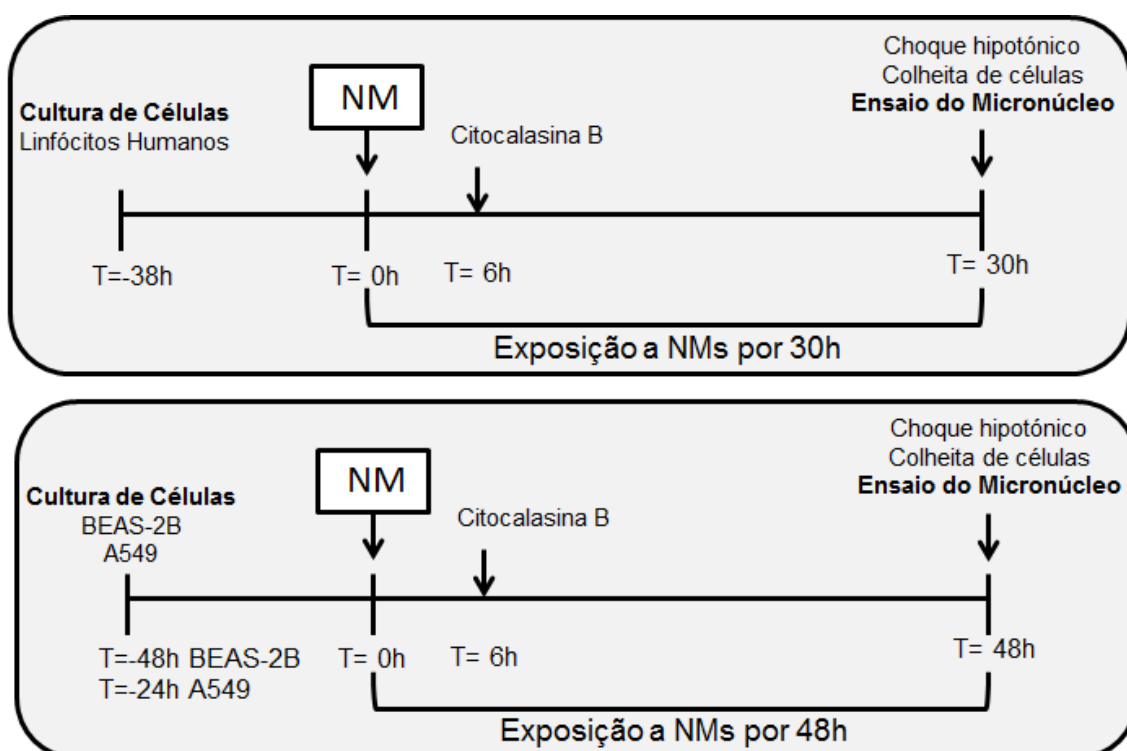 Choque hipotónico
Colheita de células
Ensaio do Micronúcleo
NM
Cultura de Células
Linfócitos Humanos
Citocalasina B
T=-38h
T= 0h
T= 6h
T= 30h
Exposição a NMs por 30h
Choque hipotónico
Colheita de células
Ensaio do Micronúcleo
NM
Cultura de Células
BEAS-2B
A549
Citocalasina B
T=-48h BEAS-2B
T=-24h A549
T= 0h
T= 6h
T= 48h
Exposição a NMs por 48h